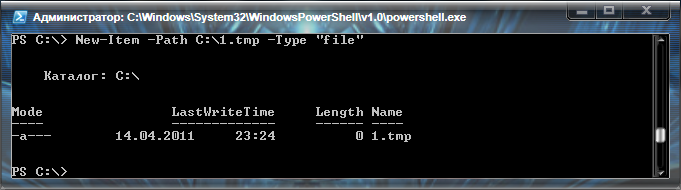 Администратор: C:\Windows\System32\WindowsPowerShell\v1.0\powershell.exe
PS C:\> New-Item -Path C:\1.tmp -Type "file"
Каталог: C:\
Mode LastWriteTime Length Name
---- ------------- ------ ----
-a--- 14.04.2011 23:24 0 1.tmp
PS C:\>